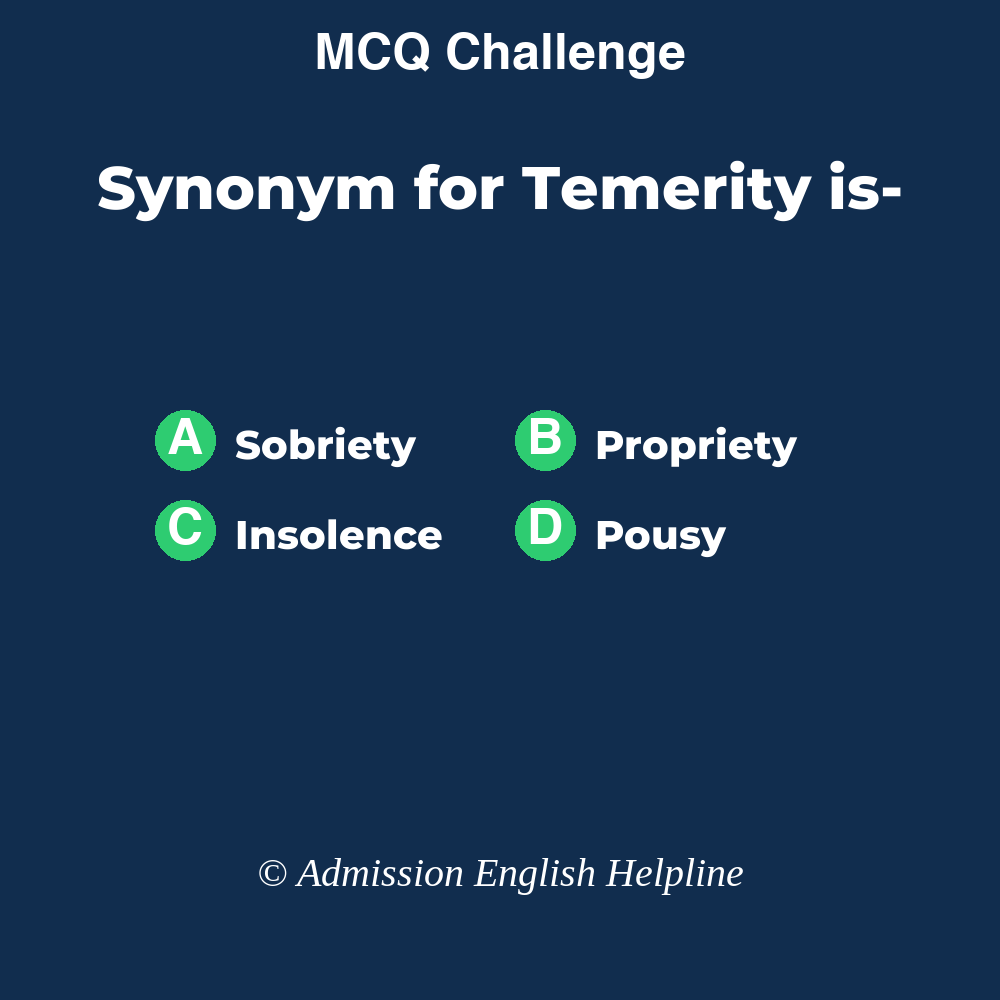 MCQ Challenge
Synonym for Temerity is-
A Sobriety B Propriety
C Insolence D Pousy
© Admission English Helpline